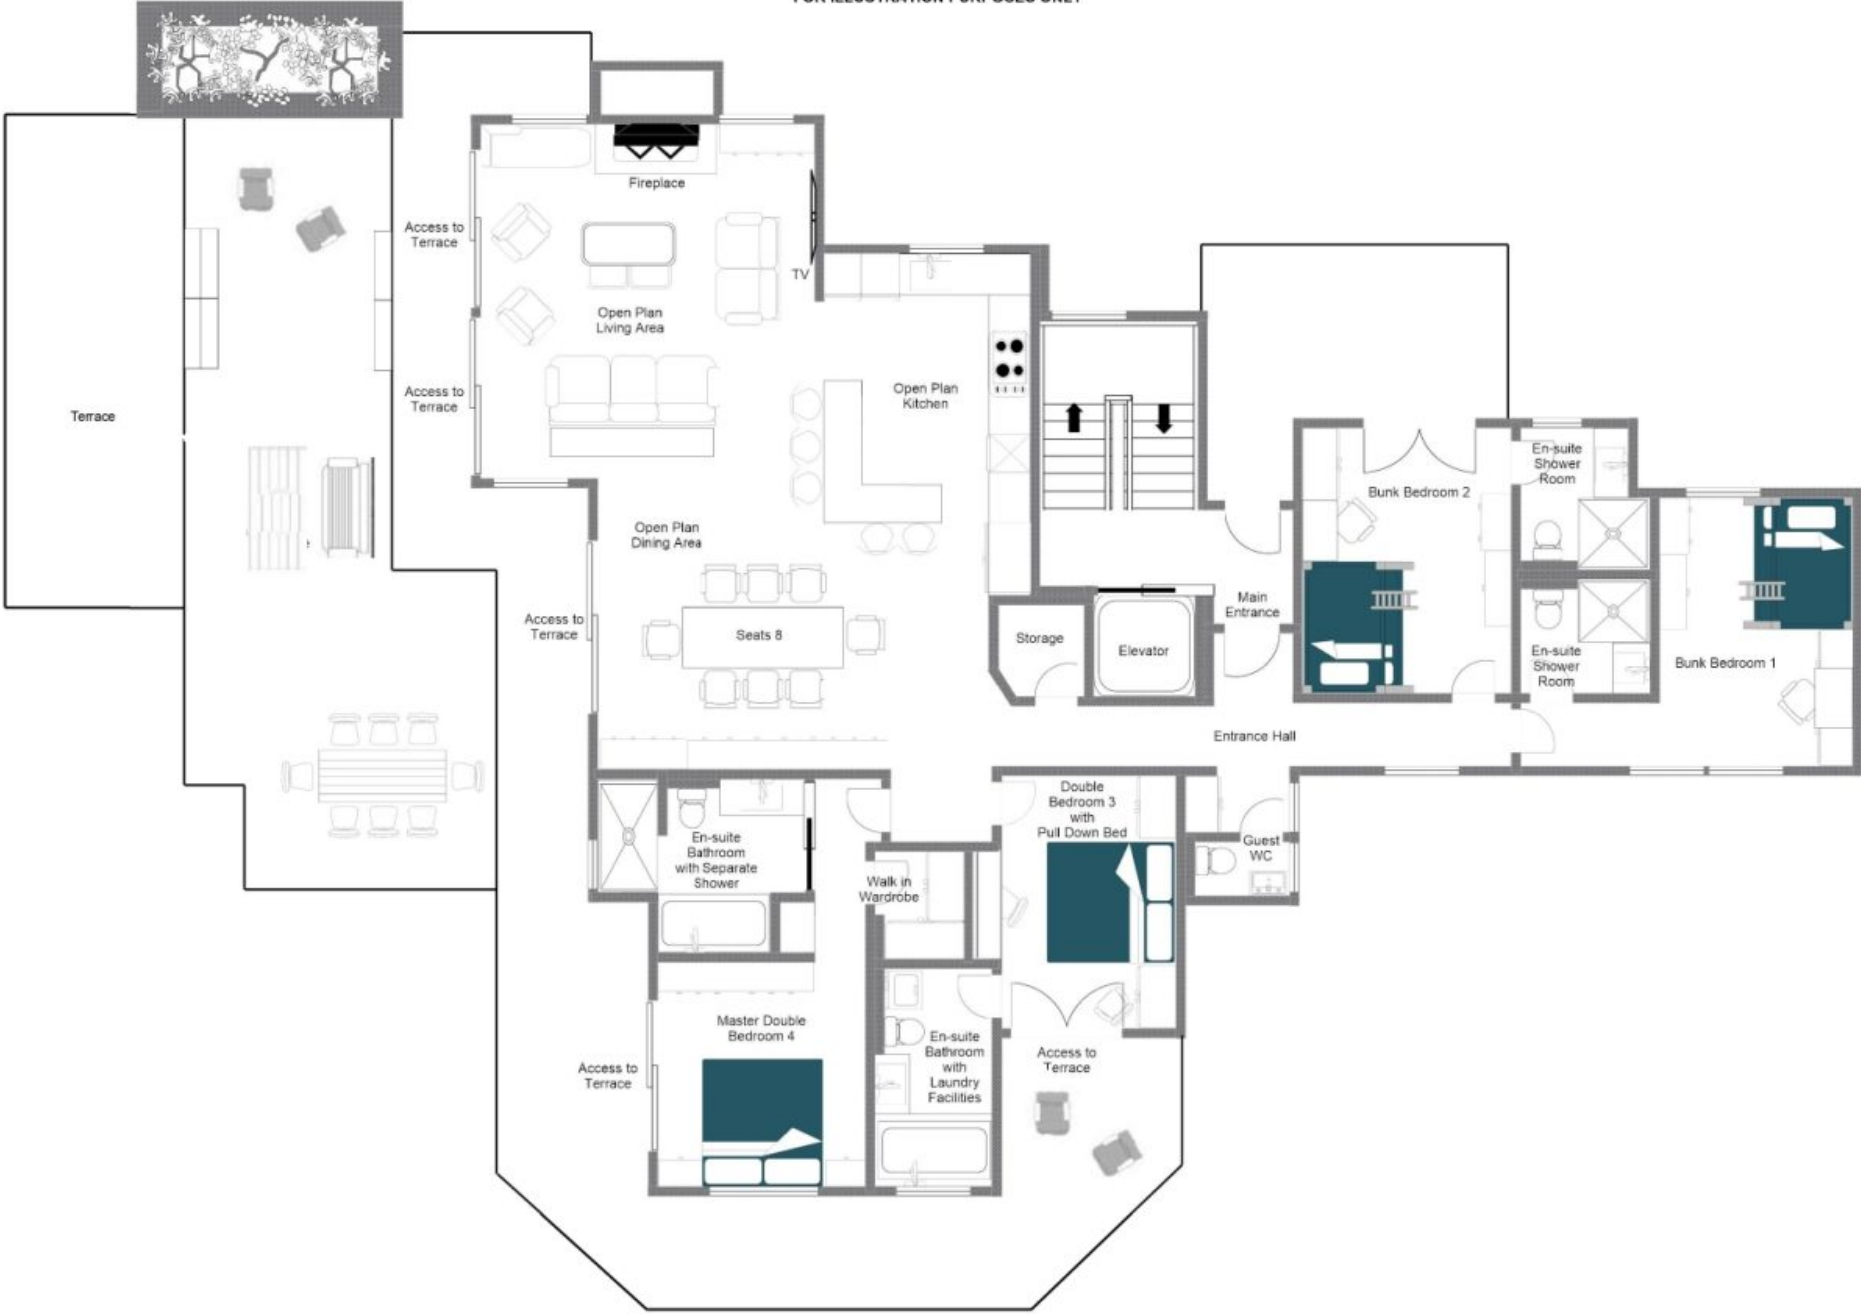 FOR ILLUSTRATION PURPOSES ONLY
Fireplace
Access to
Terrace
TV
Open Plan
Living Area
Access to
Terrace
Open Plan
Kitchen
Terrace
En-suite
Shower
Room
Bunk Bedroom 2
Open Plan
Dining Area
Main
Entrance
Access to
Terrace
Seats 8
Storage
Elevator
En-suite
Shower
Room
Bunk Bedroom 1
Entrance Hall
Double
Bedroom 3
with
Pull Down Bed
En-suite
Bathroom
with Separate
Shower
Guest
WC
Walk in
Wardrobe
Master Double
Bedroom 4
En-suite
Bathroom
with
Laundry
Facilities
Access to
Terrace
Access to
Terrace